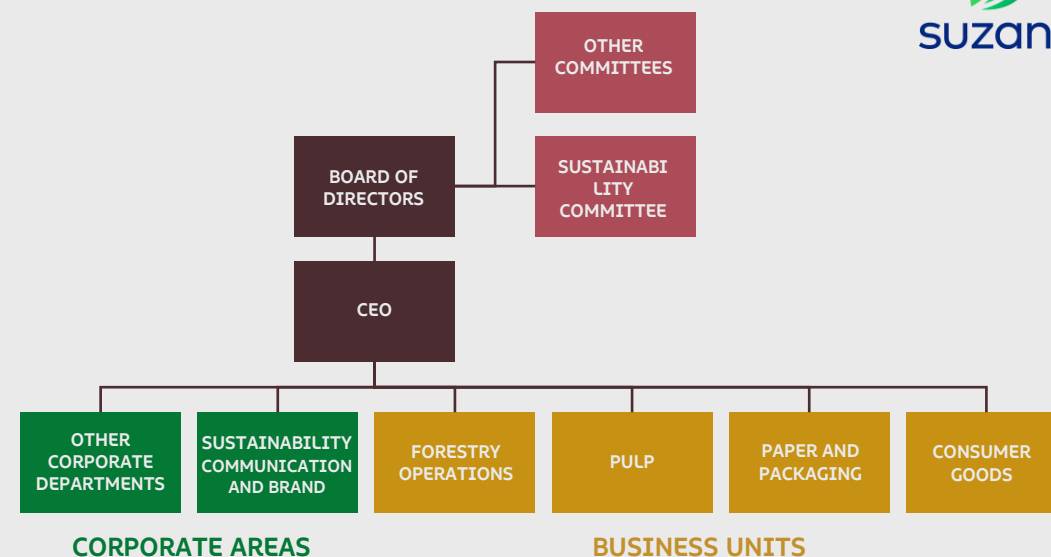 suzan
OTHER
COMMITTEES
SUSTAINABI
LITY
COMMITTEE
BOARD OF
DIRECTORS
CEO
OTHER
CORPORATE
DEPARTMENTS
SUSTAINABILITY
COMMUNICATION
AND BRAND
FORESTRY
OPERATIONS
PULP
PAPER AND
PACKAGING
CONSUMER
GOODS
CORPORATE AREAS
BUSINESS UNITS